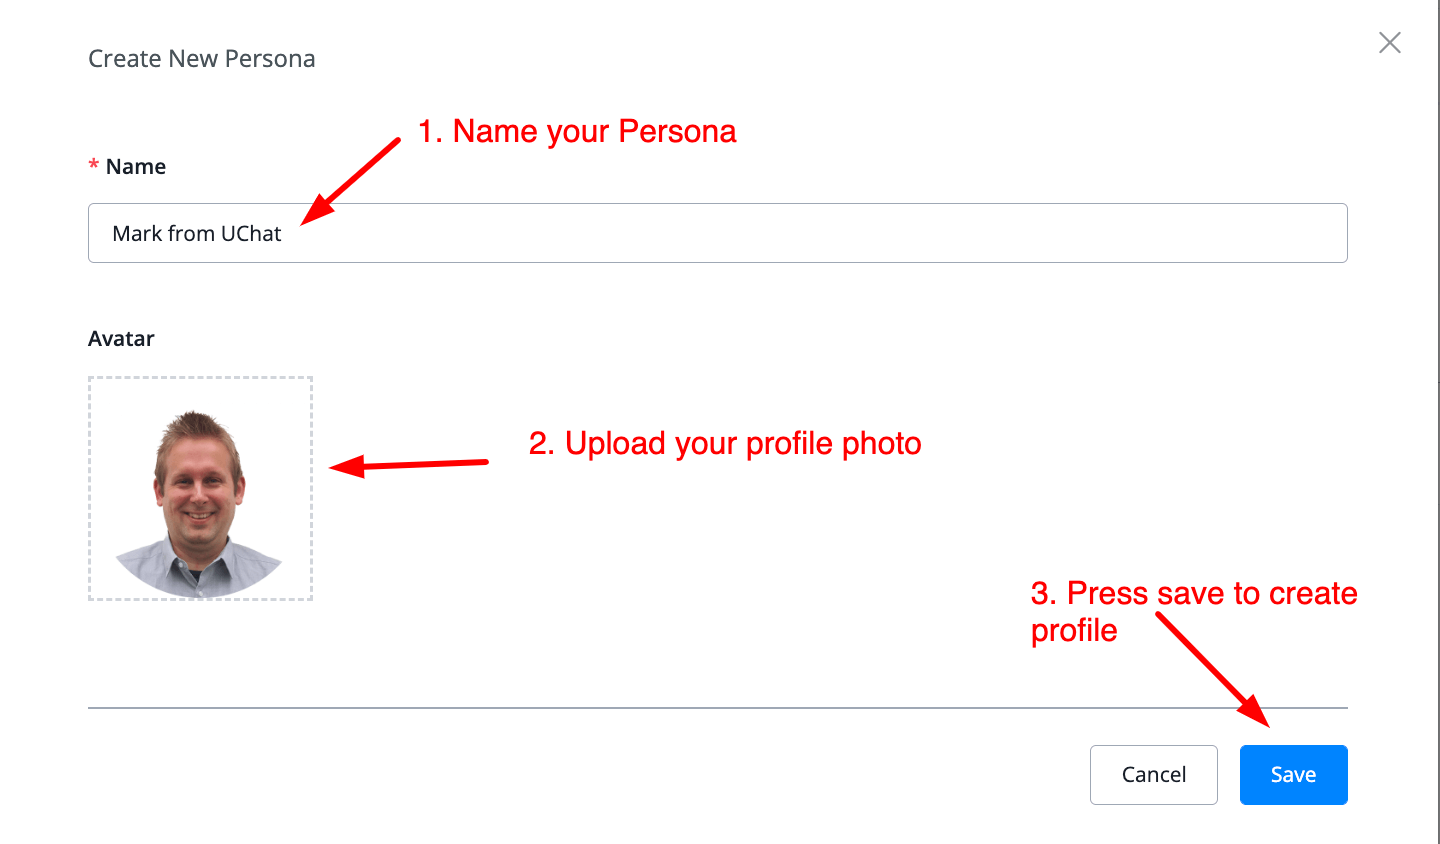 Create New Persona
1. Name your Persona
* Name
Mark from UChat
Avatar
2. Upload your profile photo
3. Press save to create
profile
Cancel
Save